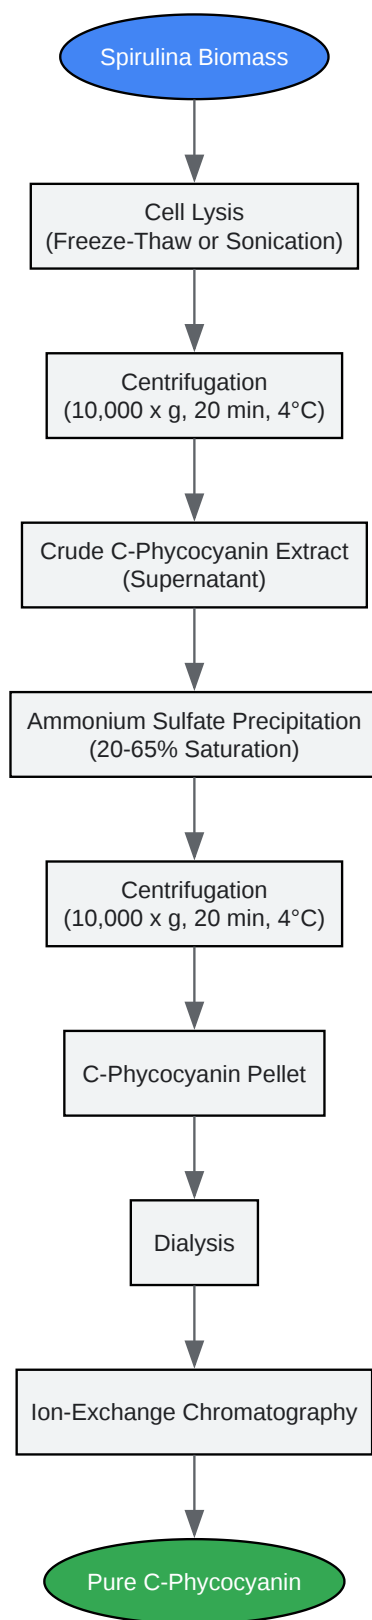 Spirulina Biomass
Cell Lysis
(Freeze-Thaw or Sonication)
Centrifugation
(10,000 x g, 20 min, 4°C)
Crude C-Phycocyanin Extract
(Supernatant)
Ammonium Sulfate Precipitation
(20-65% Saturation)
Centrifugation
(10,000 x g, 20 min, 4°C)
C-Phycocyanin Pellet
Dialysis
Ion-Exchange Chromatography
Pure C-Phycocyanin